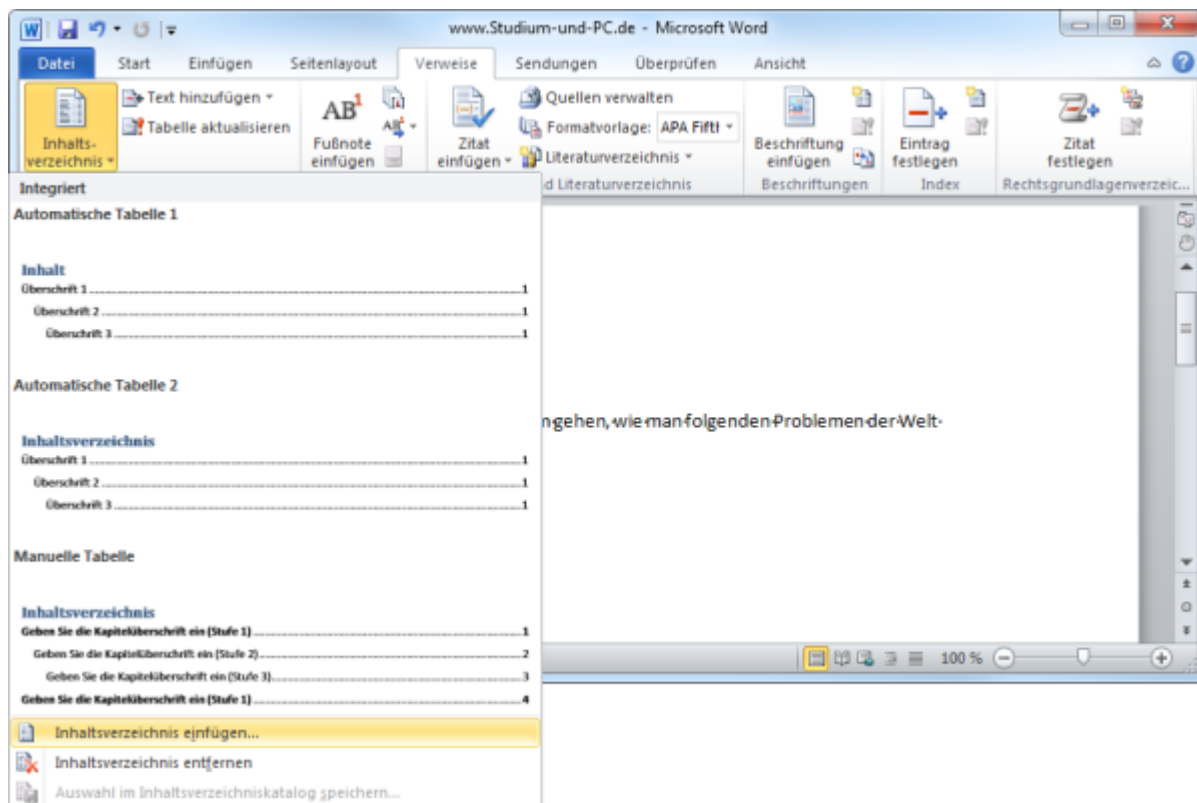 www.Studium-und-PC.de - Microsoft Word
Datei Start Einfügen Seitenlayout Verweise Sendungen Überprüfen Ansicht
Inhalts-
verzeichnis
Text hinzufügen
Tabelle aktualisieren
AB1
Fußnote
einfügen
AB
Zitat
einfügen
Quellen verwalten
Formatvorlage: APA Fifth
Literaturverzeichnis
Beschriftung
einfügen
Eintrag
festlegen
Zitat
festlegen
d Literaturverzeichnis Beschriftungen Index Rechtsgrundlagenverzeic...
Integriert
Automatische Tabelle 1
Inhalt
Überschrift 1 1
Überschrift 2 1
Überschrift 3 1
Automatische Tabelle 2
Inhaltsverzeichnis
Überschrift 1 1
Überschrift 2 1
Überschrift 3 1
n·gehen,·wie·man·folgenden·Problemen·der·Welt·
Manuelle Tabelle
Inhaltsverzeichnis
Geben Sie die Kapitelüberschrift ein (Stufe 1) 1
Geben Sie die Kapitelüberschrift ein (Stufe 2) 2
Geben Sie die Kapitelüberschrift ein (Stufe 3) 3
Geben Sie die Kapitelüberschrift ein (Stufe 1) 4
100 %
Inhaltsverzeichnis einfügen...
Inhaltsverzeichnis entfernen
Auswahl im Inhaltsverzeichniskatalog speichern...